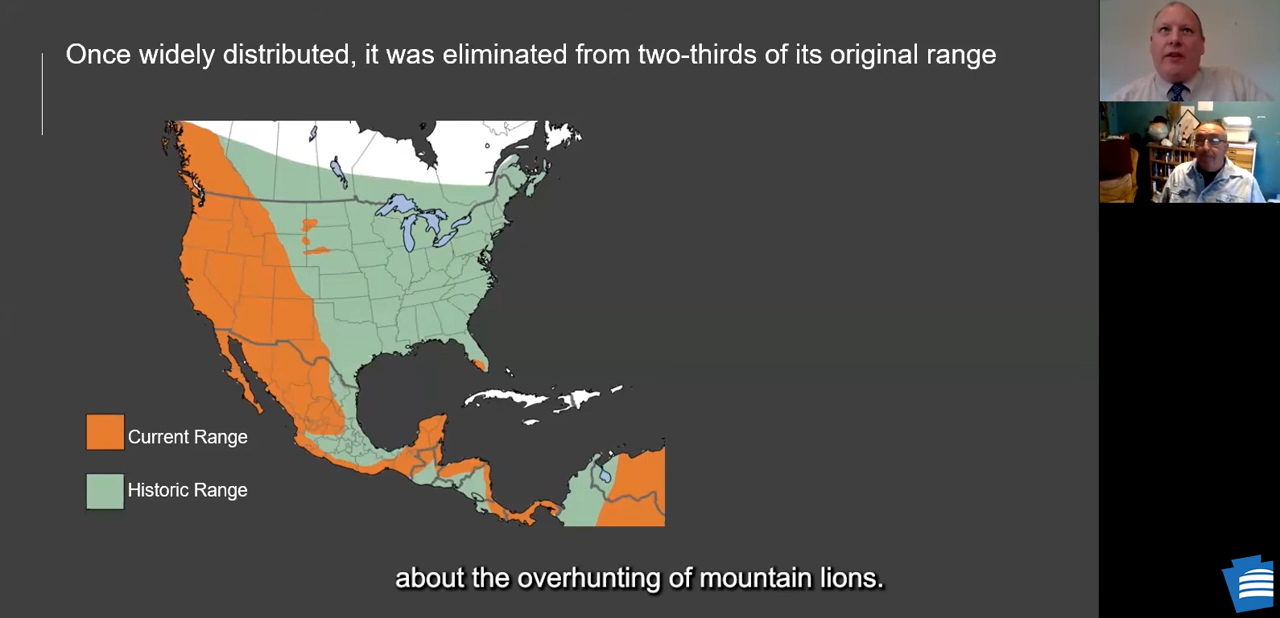 Once widely distributed, it was eliminated from two-thirds of its original range
Current Range
Historic Range
about the overhunting of mountain lions.